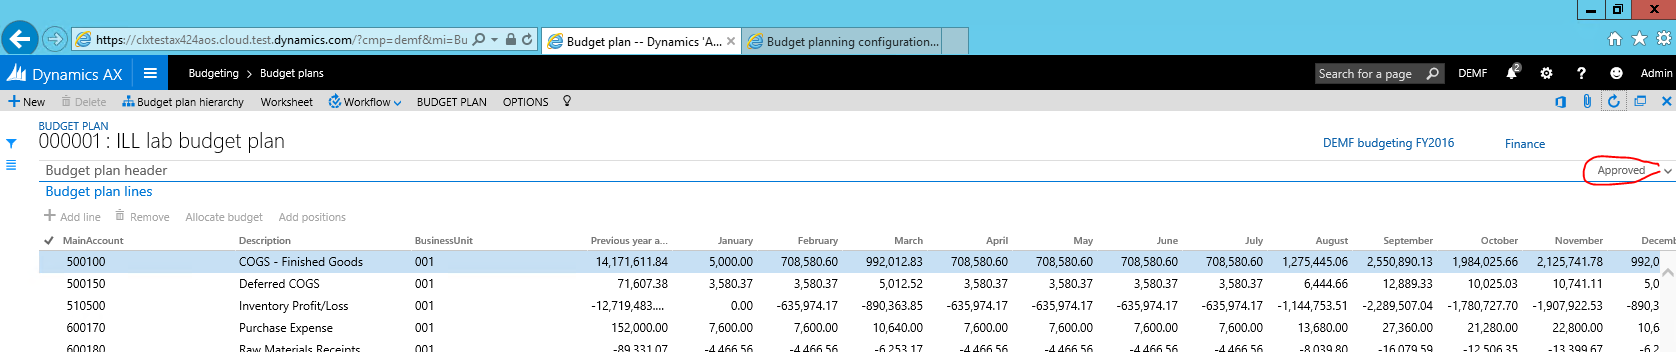 https://clxtestax424aos.cloud.test.dynamics.com/?cmp=demf&mi=Bu
Budget plan -- Dynamics 'A...
Budget planning configuration...
Dynamics AX
Budgeting > Budget plans
Search for a page
DEMF
2
?
Admin
+ New Delete Budget plan hierarchy Worksheet Workflow BUDGET PLAN OPTIONS
BUDGET PLAN
000001 : ILL lab budget plan
DEMF budgeting FY2016 Finance
Budget plan header Approved
Budget plan lines
+ Add line Remove Allocate budget Add positions
MainAccount Description BusinessUnit Previous year a... January February March April May June July August September October November Decemb
500100 COGS - Finished Goods 001 14,171,611.84 5,000.00 708,580.60 992,012.83 708,580.60 708,580.60 708,580.60 708,580.60 1,275,445.06 2,550,890.13 1,984,025.66 2,125,741.78 992,0
500150 Deferred COGS 001 71,607.38 3,580.37 3,580.37 5,012.52 3,580.37 3,580.37 3,580.37 3,580.37 6,444.66 12,889.33 10,025.03 10,741.11 5,0
510500 Inventory Profit/Loss 001 -12,719,483.... 0.00 -635,974.17 -890,363.85 -635,974.17 -635,974.17 -635,974.17 -635,974.17 -1,144,753.51 -2,289,507.04 -1,780,727.70 -1,907,922.53 -890,3
600170 Purchase Expense 001 152,000.00 7,600.00 7,600.00 10,640.00 7,600.00 7,600.00 7,600.00 7,600.00 13,680.00 27,360.00 21,280.00 22,800.00 10,6
600180 Raw Materials Receipts 001 -89,331.07 -4,466.56 -4,466.56 -6,253.17 -4,466.56 -4,466.56 -4,466.56 -4,466.56 -8,039.80 -16,079.59 -12,506.35 -13,399.67 -6,2